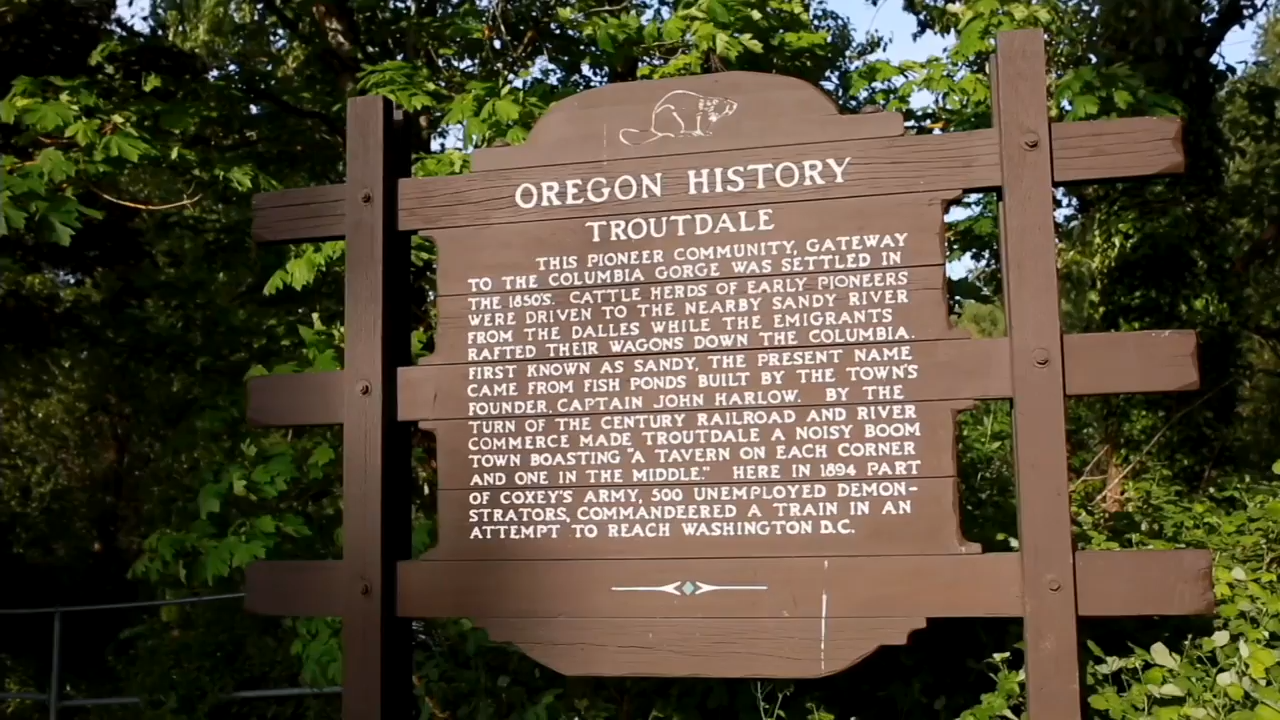 OREGON HISTORY
TROUTDALE
THIS PIONEER COMMUNITY, GATEWAY
TO THE COLUMBIA GORGE WAS SETTLED IN
THE 1850'S. CATTLE HERDS OF EARLY PIONEERS
WERE DRIVEN TO THE NEARBY SANDY RIVER
FROM THE DALLES WHILE THE EMIGRANTS
RAFTED THEIR WAGONS DOWN THE COLUMBIA.
FIRST KNOWN AS SANDY, THE PRESENT NAME
CAME FROM FISH PONDS BUILT BY THE TOWN'S
FOUNDER, CAPTAIN JOHN HARLOW. BY THE
TURN OF THE CENTURY RAILROAD AND RIVER
COMMERCE MADE TROUTDALE A NOISY BOOM
TOWN BOASTING "A TAVERN ON EACH CORNER
AND ONE IN THE MIDDLE." HERE IN 1894 PART
OF COXEY'S ARMY, 500 UNEMPLOYED DEMON-
STRATORS, COMMANDEERED A TRAIN IN AN
ATTEMPT TO REACH WASHINGTON D.C.